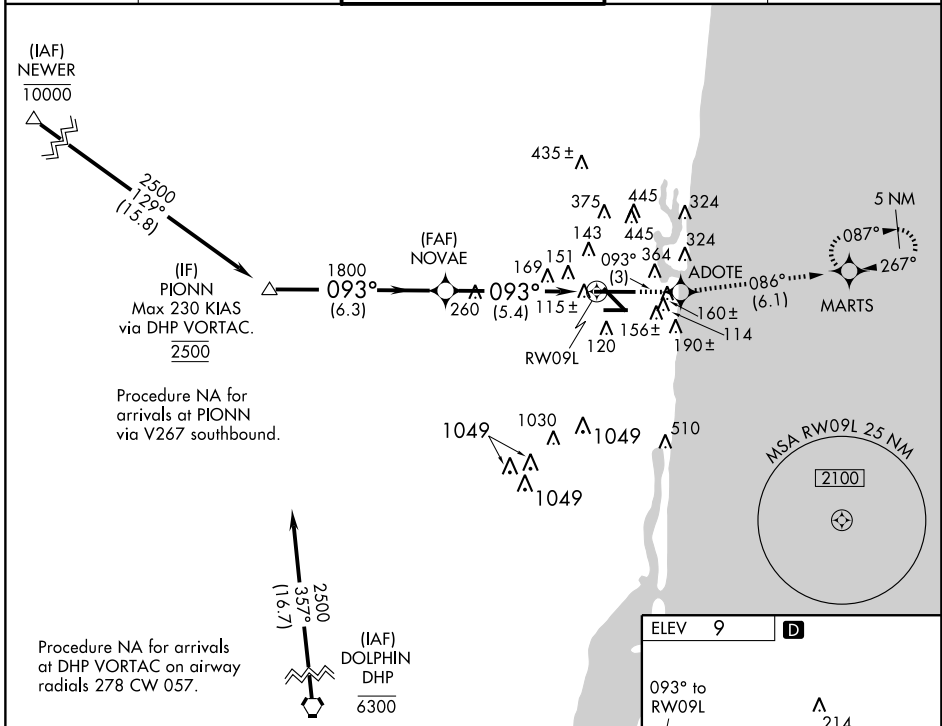 (IAF)
NEWER
10000
2500
129°
(15.8)
(IF)
PIONN
Max 230 KIAS
via DHP VORTAC.
2500
Procedure NA for
arrivals at PIONN
via V267 southbound.
1800
093°
(6.3)
(FAF)
NOVAE
260
093°
(5.4)
169
151
115±
143
435±
375
445
445
324
324
364
093°
(3)
ADOTE
RW09L
120
156±
160±
114
190±
086°
(6.1)
5 NM
087°
267°
MARTS
1049
1030
1049
1049
510
MSA RW09L 25 NM
2100
2500
357°
(16.7)
(IAF)
DOLPHIN
DHP
6300
Procedure NA for arrivals
at DHP VORTAC on airway
radials 278 CW 057.
ELEV 9
D
093° to
RW09L
214